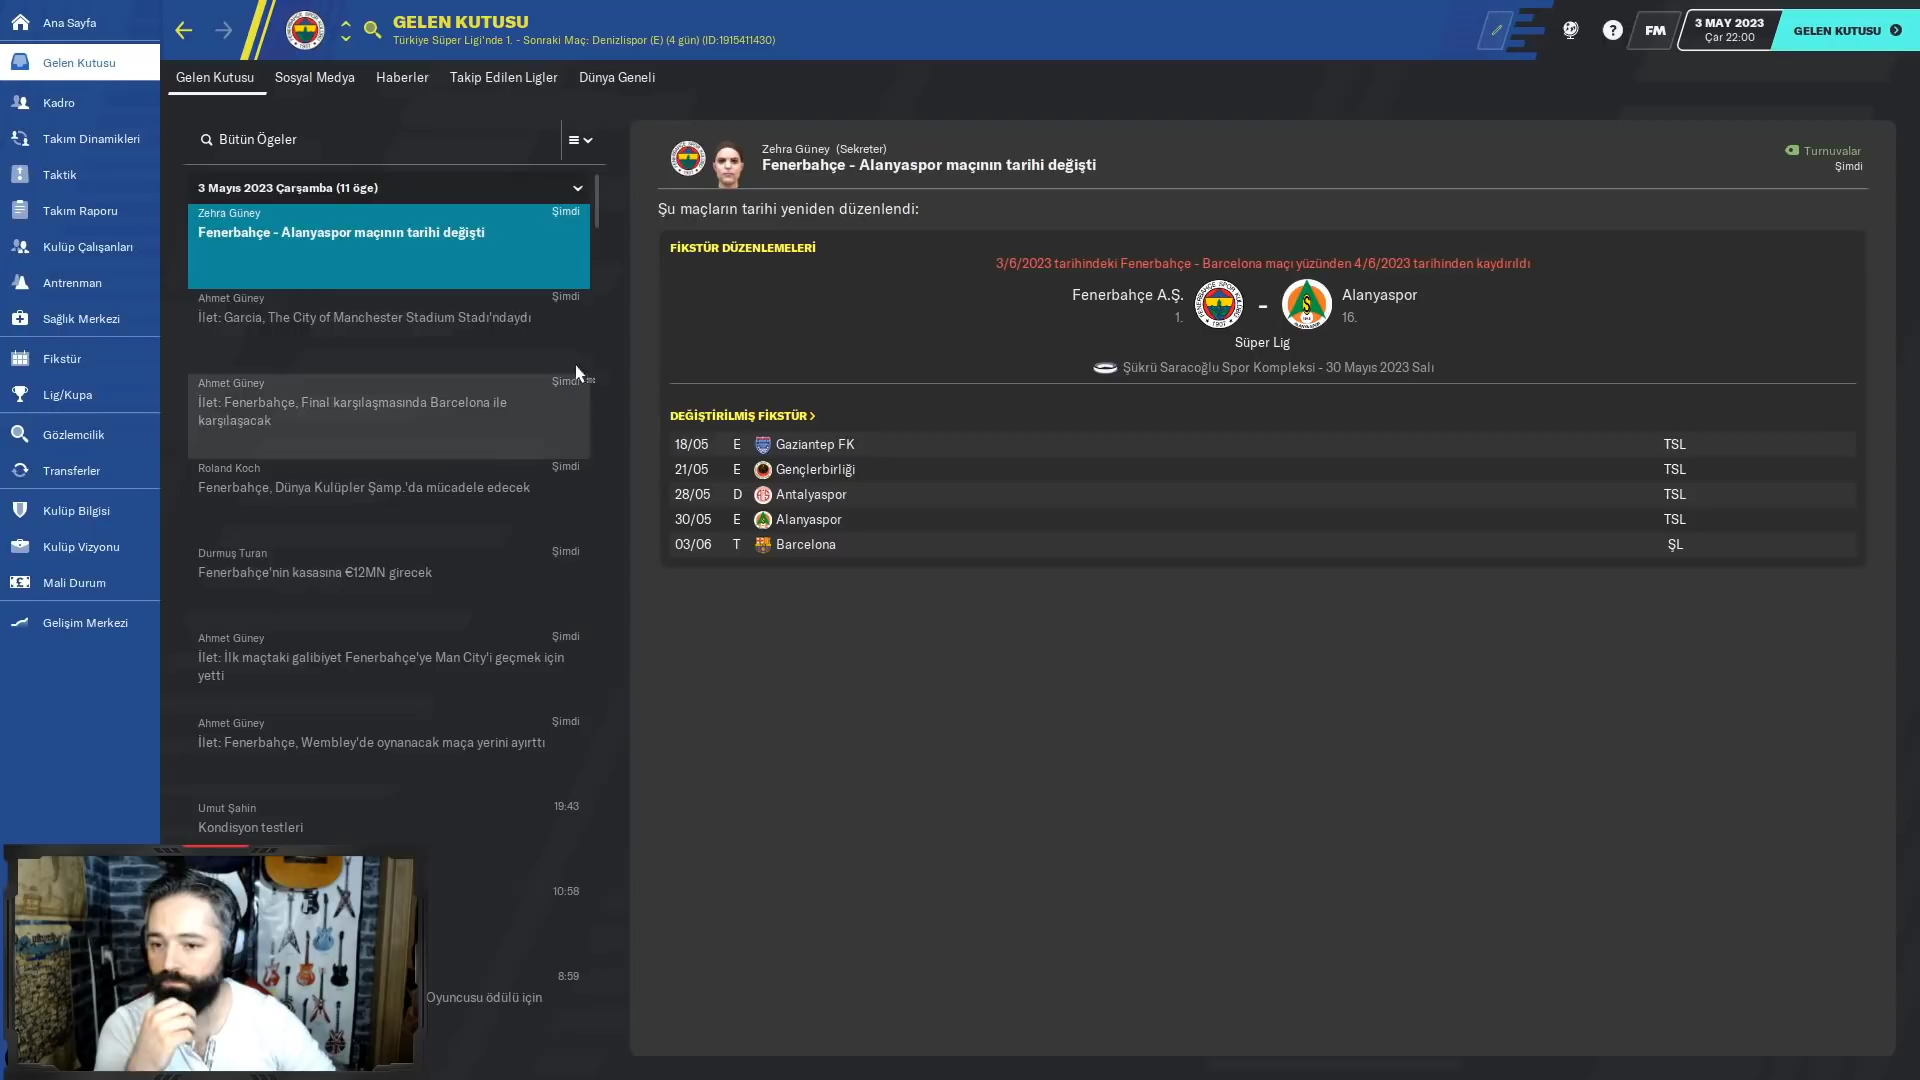 Ana Sayfa
Gelen Kutusu
Kadro
Takım Dinamikleri
Taktik
Takım Raporu
Kulüp Çalışanları
Antrenman
Sağlık Merkezi
Fikstür
Lig/Kupa
Gözlemcilik
Transferler
Kulüp Bilgisi
Kulüp Vizyonu
Mali Durum
Gelişim Merkezi
GELEN KUTUSU
Türkiye Süper Ligi'nde 1. - Sonraki Maç: Denizlispor (E) (4 gün) (ID:1915411430)
FM
3 MAY 2023
Çar 22:00
GELEN KUTUSU
Gelen Kutusu
Sosyal Medya
Haberler
Takip Edilen Ligler
Dünya Geneli
Bütün Ögeler
3 Mayıs 2023 Çarşamba (11 öge)
Zehra Güney
Şimdi
Fenerbahçe - Alanyaspor maçının tarihi değişti
Ahmet Güney
Şimdi
İlet: Garcia, The City of Manchester Stadium Stadı'ndaydı
Ahmet Güney
Şimdi
İlet: Fenerbahçe, Final karşılaşmasında Barcelona ile
karşılaşacak
Roland Koch
Şimdi
Fenerbahçe, Dünya Kulüpler Şamp.'da mücadele edecek
Durmuş Turan
Şimdi
Fenerbahçe'nin kasasına €12MN girecek
Ahmet Güney
Şimdi
İlet: İlk maçtaki galibiyet Fenerbahçe'ye Man City'i geçmek için
yetti
Ahmet Güney
Şimdi
İlet: Fenerbahçe, Wembley'de oynanacak maça yerini ayırttı
Umut Şahin
19:43
Kondisyon testleri
10:58
8:59
Oyuncusu ödülü için
Zehra Güney (Sekreter)
Fenerbahçe - Alanyaspor maçının tarihi değişti
Turnuvalar
Şimdi
Şu maçların tarihi yeniden düzenlendi:
FİKSTÜR DÜZENLEMELERİ
3/6/2023 tarihindeki Fenerbahçe - Barcelona maçı yüzünden 4/6/2023 tarihinden kaydırıldı
Fenerbahçe A.Ş. - Alanyaspor
1. 16.
Süper Lig
Şükrü Saracoğlu Spor Kompleksi - 30 Mayıs 2023 Salı
DEĞİŞTİRİLMİŞ FİKSTÜR
18/05 E Gaziantep FK TSL
21/05 E Gençlerbirliği TSL
28/05 D Antalyaspor TSL
30/05 E Alanyaspor TSL
03/06 T Barcelona ŞL